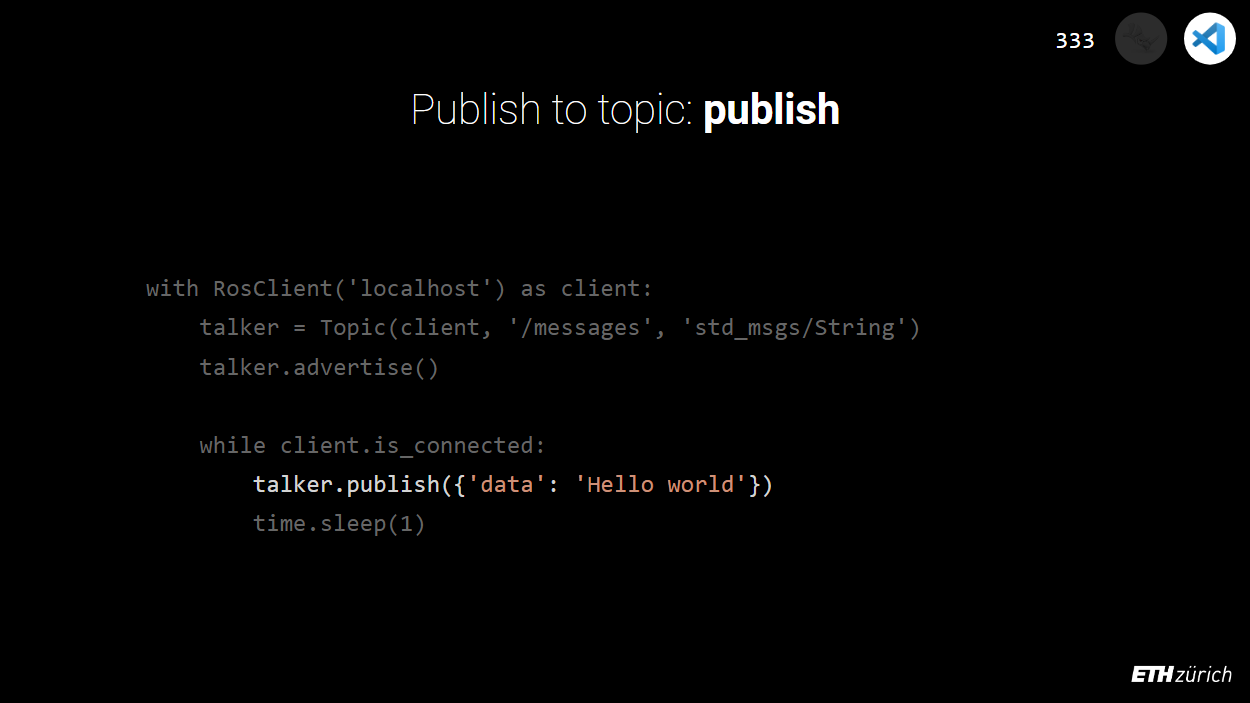 333
Publish to topic: publish
with RosClient('localhost') as client:
    talker = Topic(client, '/messages', 'std_msgs/String')
    talker.advertise()
    while client.is_connected:
        talker.publish({'data': 'Hello world'})
        time.sleep(1)
ETH zürich